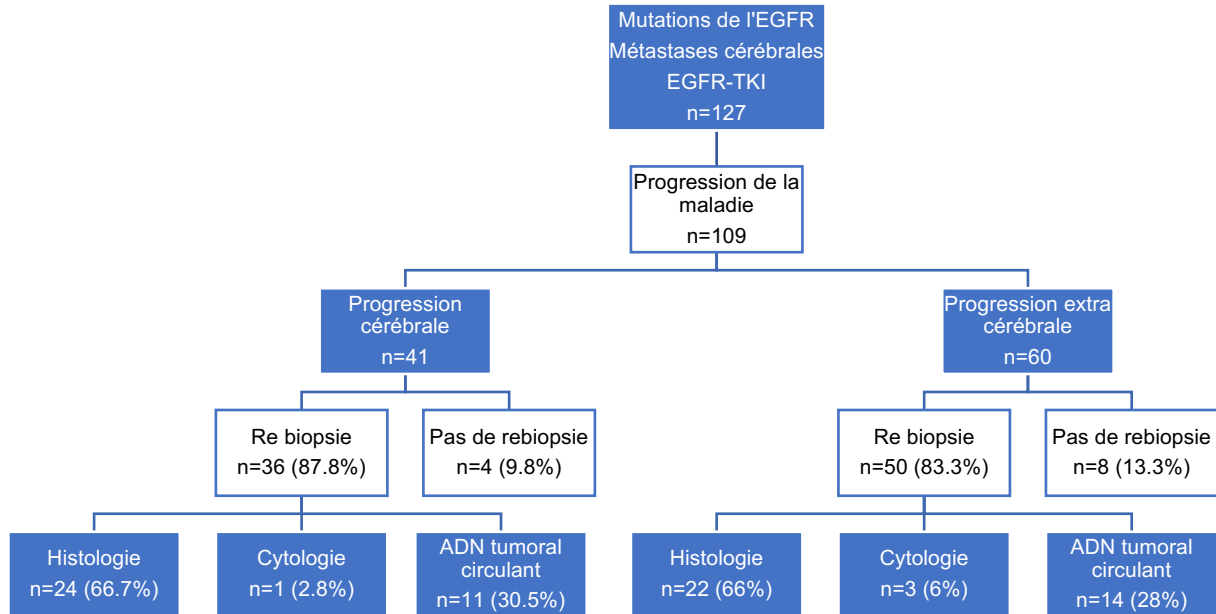 Mutations de l'EGFR
Métastases cérébrales
EGFR-TKI
n=127
Progression de la
maladie
n=109
Progression
cérébrale
n=41
Progression extra
cérébrale
n=60
Re biopsie
n=36 (87.8%)
Pas de rebiopsie
n=4 (9.8%)
Re biopsie
n=50 (83.3%)
Pas de rebiopsie
n=8 (13.3%)
Histologie
n=24 (66.7%)
Cytologie
n=1 (2.8%)
ADN tumoral
circulant
n=11 (30.5%)
Histologie
n=22 (66%)
Cytologie
n=3 (6%)
ADN tumoral
circulant
n=14 (28%)